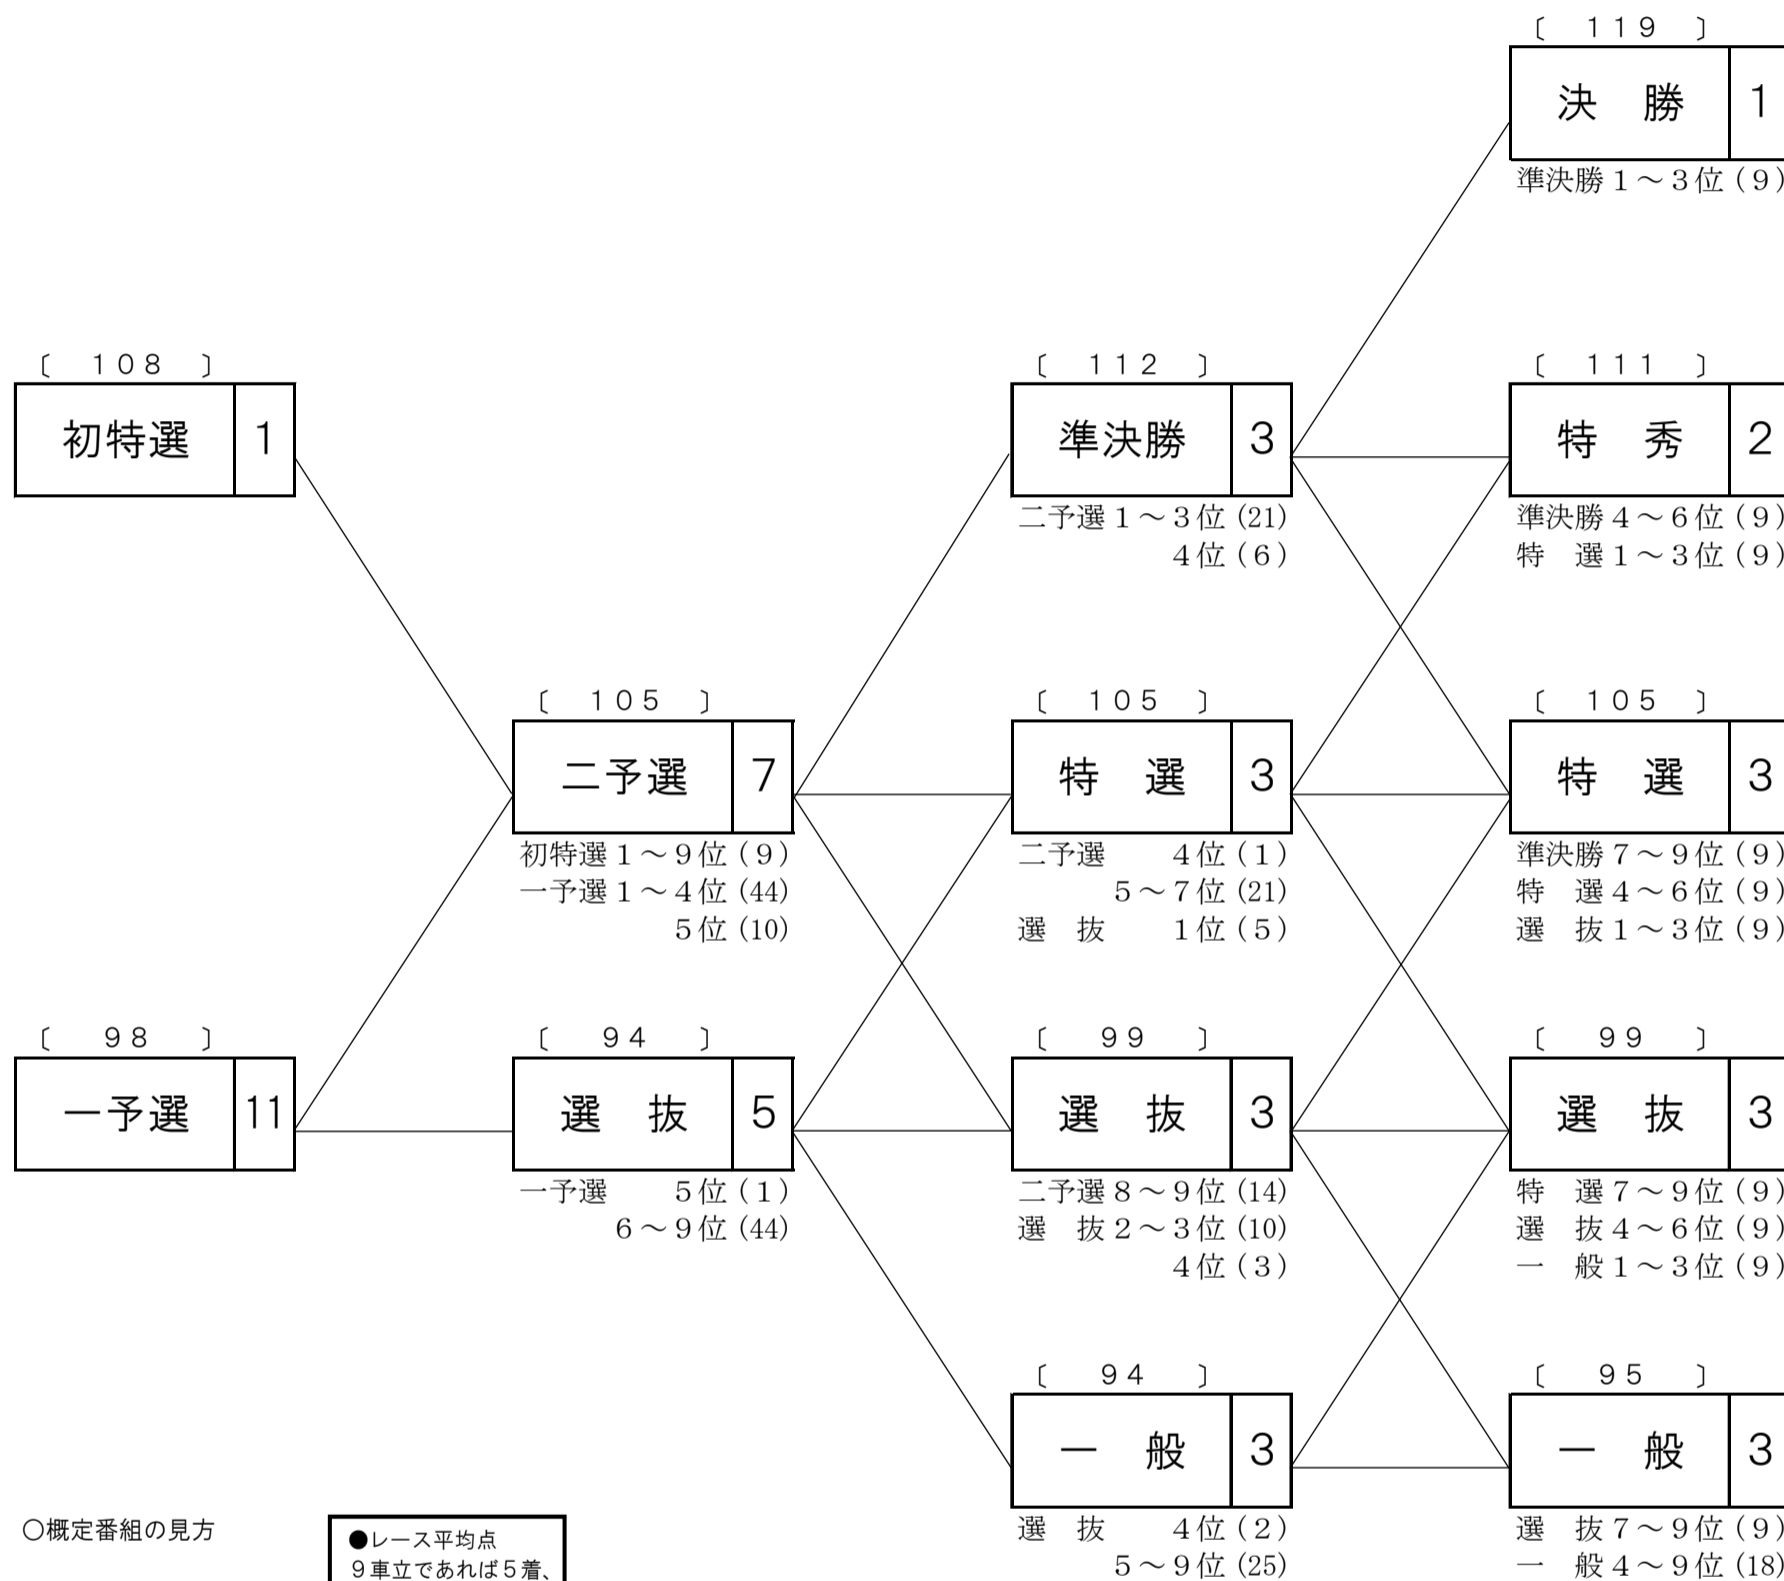 〔 １１９ 〕
決　勝 1
準決勝１～３位（９）
〔 １０８ 〕
初特選 1
〔 １１２ 〕
準決勝 3
二予選１～３位 (21)
４位（６）
〔 １１１ 〕
特　秀 2
準決勝４～６位（９）
特　選１～３位（９）
〔 １０５ 〕
二予選 7
初特選１～９位（９）
一予選１～４位 (44)
５位 (10)
〔 １０５ 〕
特　選 3
二予選　　４位（１）
５～７位 (21)
選　抜　　１位（５）
〔 １０５ 〕
特　選 3
準決勝７～９位（９）
特　選４～６位（９）
選　抜１～３位（９）
〔 ９８ 〕
一予選 11
〔 ９４ 〕
選　抜 5
一予選　　５位（１）
６～９位 (44)
〔 ９９ 〕
選　抜 3
二予選８～９位 (14)
選　抜２～３位 (10)
４位（３）
〔 ９９ 〕
選　抜 3
特　選７～９位（９）
選　抜４～６位（９）
一　般１～３位（９）
〔 ９４ 〕
一　般 3
選　抜　　４位（２）
５～９位 (25)
〔 ９５ 〕
一　般 3
選　抜７～９位（９）
一　般４～９位 (18)
○概定番組の見方
●レース平均点
９車立であれば５着、